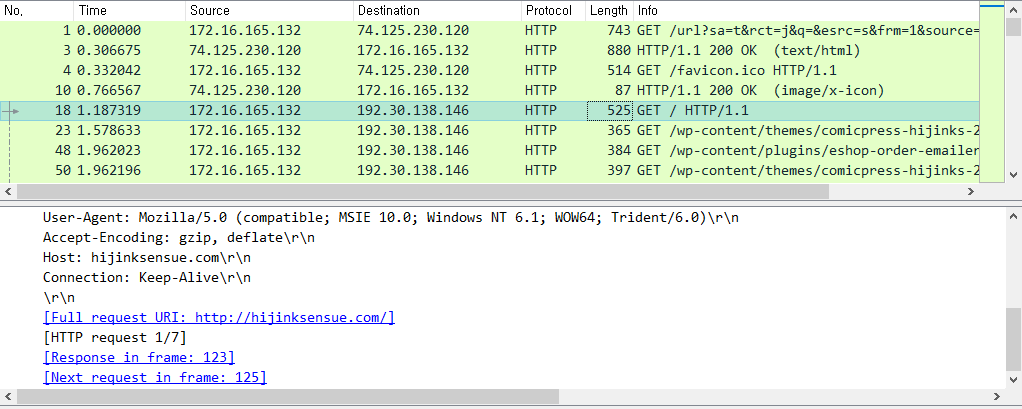 No. Time Source Destination Protocol Length Info
1 0.000000 172.16.165.132 74.125.230.120 HTTP 743 GET /url?sa=t&rct=j&q=&esrc=s&frm=1&source=
3 0.306675 172.16.165.132 74.125.230.120 HTTP 880 HTTP/1.1 200 OK (text/html)
4 0.332042 172.16.165.132 74.125.230.120 HTTP 514 GET /favicon.ico HTTP/1.1
10 0.766567 172.16.165.132 74.125.230.120 HTTP 87 HTTP/1.1 200 OK (image/x-icon)
18 1.187319 172.16.165.132 192.30.138.146 HTTP 525 GET / HTTP/1.1
23 1.578633 172.16.165.132 192.30.138.146 HTTP 365 GET /wp-content/themes/comicpress-hijinks-2
48 1.962023 172.16.165.132 192.30.138.146 HTTP 384 GET /wp-content/plugins/eshop-order-emailer
50 1.962196 172.16.165.132 192.30.138.146 HTTP 397 GET /wp-content/themes/comicpress-hijinks-2
User-Agent: Mozilla/5.0 (compatible; MSIE 10.0; Windows NT 6.1; WOW64; Trident/6.0)\r\n
Accept-Encoding: gzip, deflate\r\n
Host: hijinksensue.com\r\n
Connection: Keep-Alive\r\n
\r\n
[Full request URI: http://hijinksensue.com/]
[HTTP request 1/7]
[Response in frame: 123]
[Next request in frame: 125]